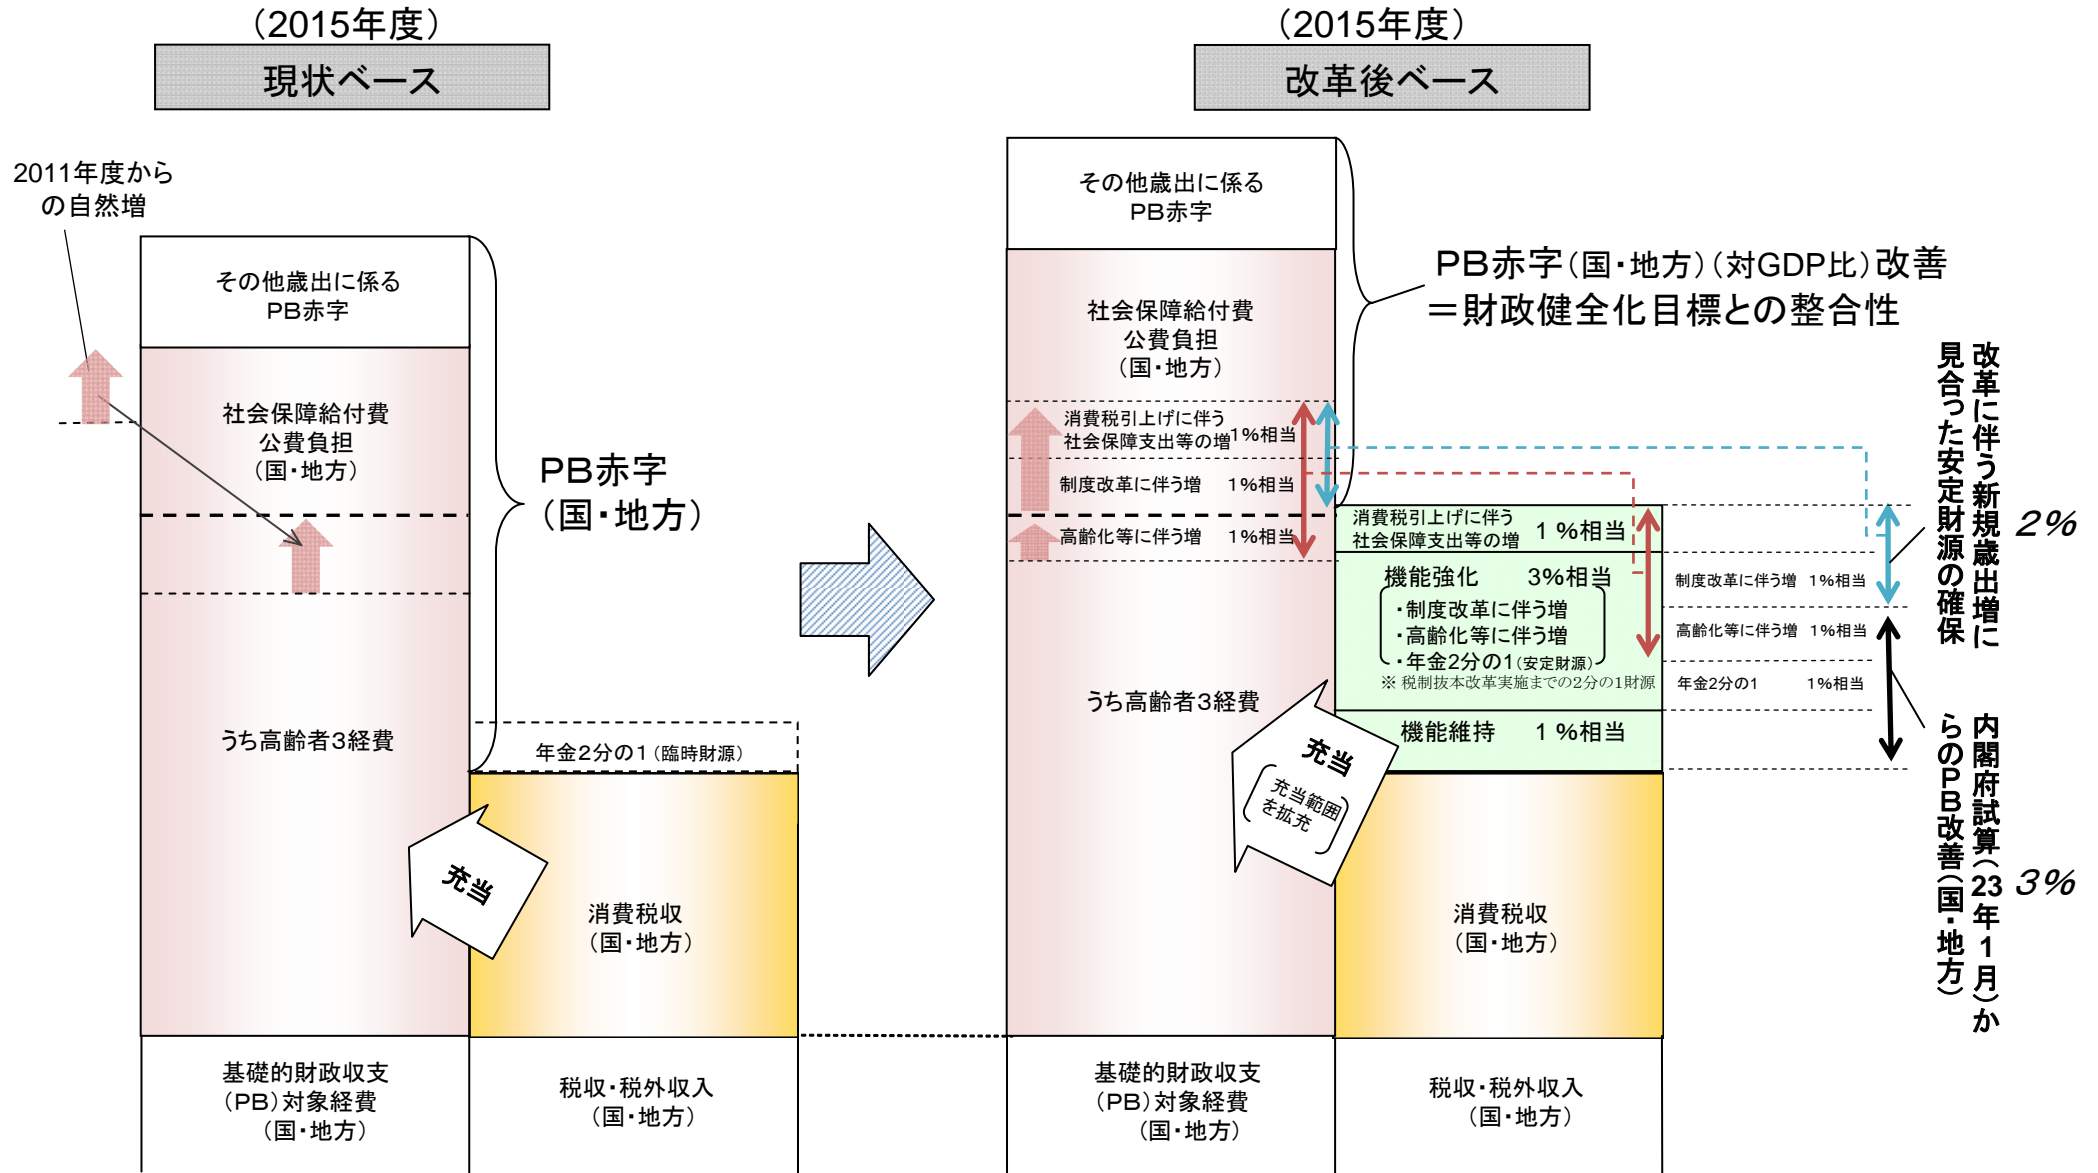 （2015年度）
現状ベース
2011年度から
の自然増
その他歳出に係る
ＰＢ赤字
社会保障給付費
公費負担
（国・地方）
うち高齢者３経費
ＰＢ赤字
（国・地方）
年金2分の1（臨時財源）
充当
消費税収
（国・地方）
基礎的財政収支
（ＰＢ）対象経費
（国・地方）
税収・税外収入
（国・地方）
（2015年度）
改革後ベース
その他歳出に係る
ＰＢ赤字
社会保障給付費
公費負担
（国・地方）
消費税引上げに伴う
社会保障支出等の増 1％相当
制度改革に伴う増 1％相当
高齢化等に伴う増 1％相当
うち高齢者３経費
ＰＢ赤字（国・地方）（対GDP比）改善
＝財政健全化目標との整合性
消費税引上げに伴う
社会保障支出等の増 １％相当
機能強化 3％相当
・制度改革に伴う増
・高齢化等に伴う増
・年金2分の1（安定財源）
※ 税制抜本改革実施までの2分の1財源
機能維持 １％相当
充当
充当範囲
を拡充
消費税収
（国・地方）
基礎的財政収支
（ＰＢ）対象経費
（国・地方）
税収・税外収入
（国・地方）
制度改革に伴う増 1％相当
高齢化等に伴う増 1％相当
年金2分の1 1％相当
改革に伴う新規歳出増に
見合った安定財源の確保
２％
内閣府試算（23年1月）か
らのＰＢ改善（国・地方）
３％